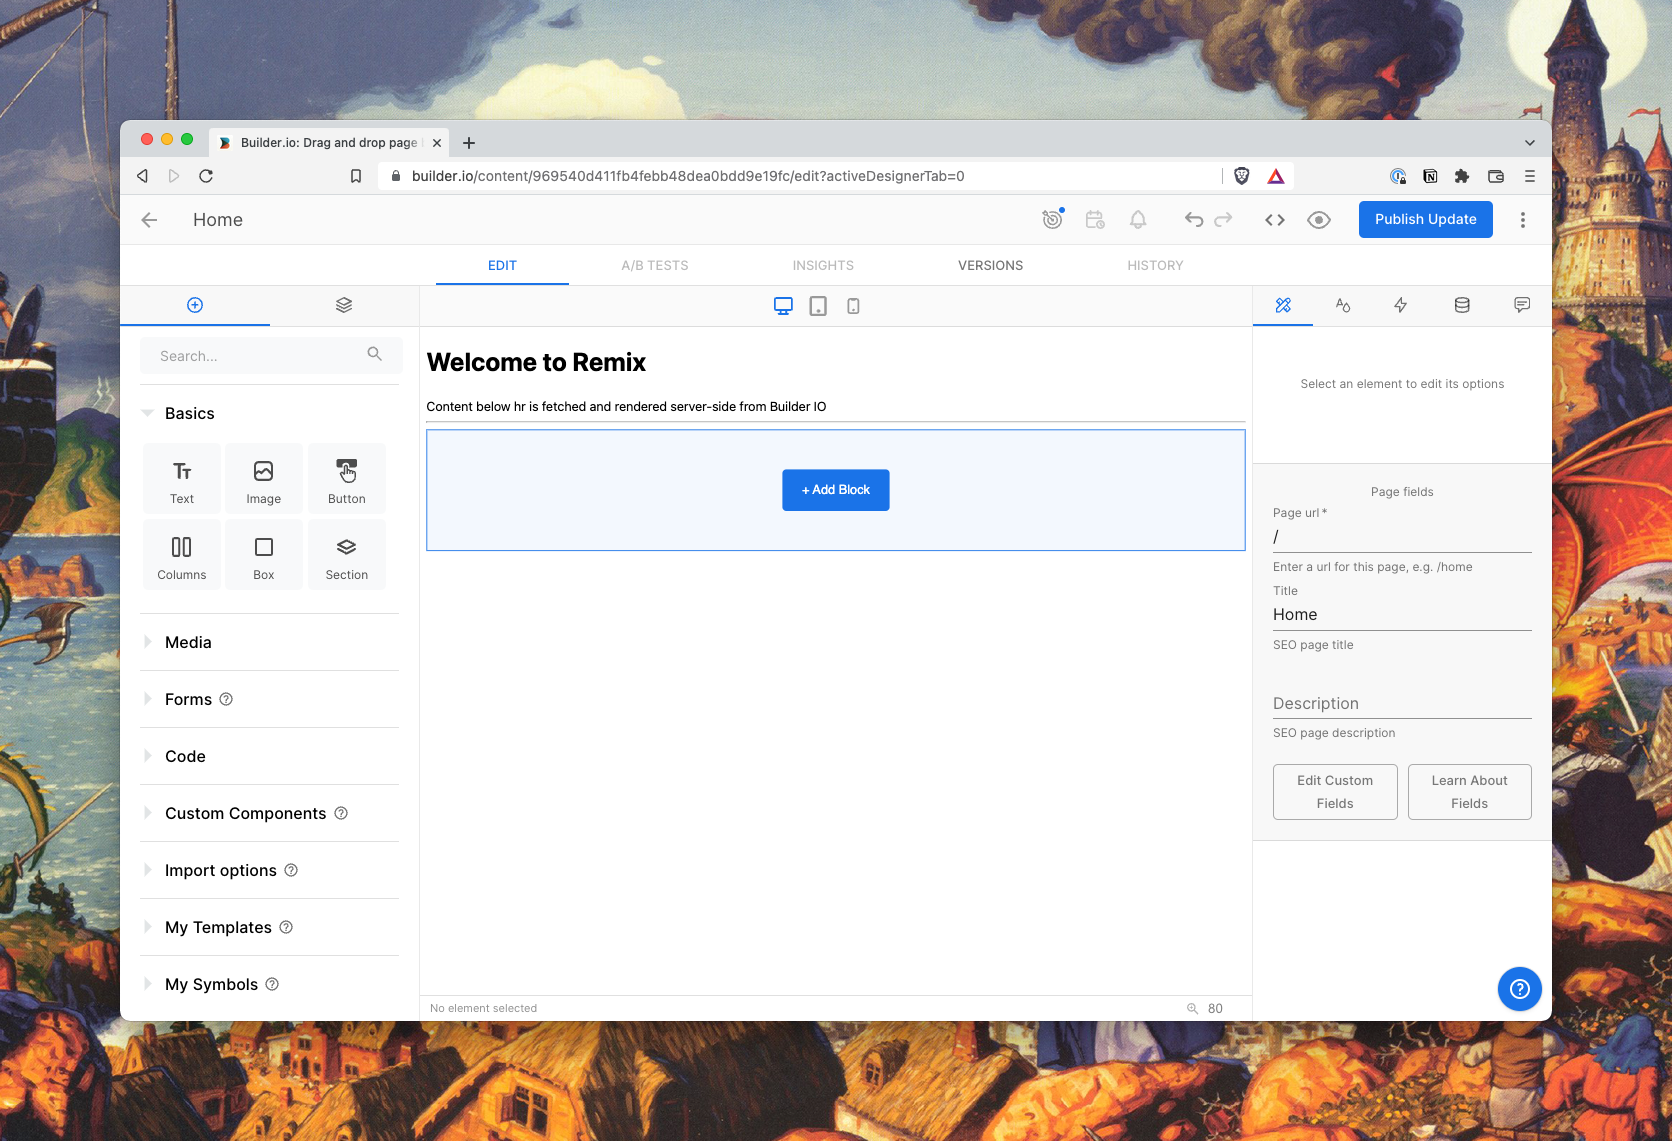 Builder.io: Drag and drop page
builder.io/content/969540d411fb4febb48dea0bdd9e19fc/edit?activeDesignerTab=0
Home
Publish Update
EDIT
A/B TESTS
INSIGHTS
VERSIONS
HISTORY
Search...
Basics
Text
Image
Button
Columns
Box
Section
Media
Forms
Code
Custom Components
Import options
My Templates
My Symbols
Welcome to Remix
Content below hr is fetched and rendered server-side from Builder IO
+ Add Block
No element selected
80
Select an element to edit its options
Page fields
Page url *
/
Enter a url for this page, e.g. /home
Title
Home
SEO page title
Description
SEO page description
Edit Custom
Fields
Learn About
Fields